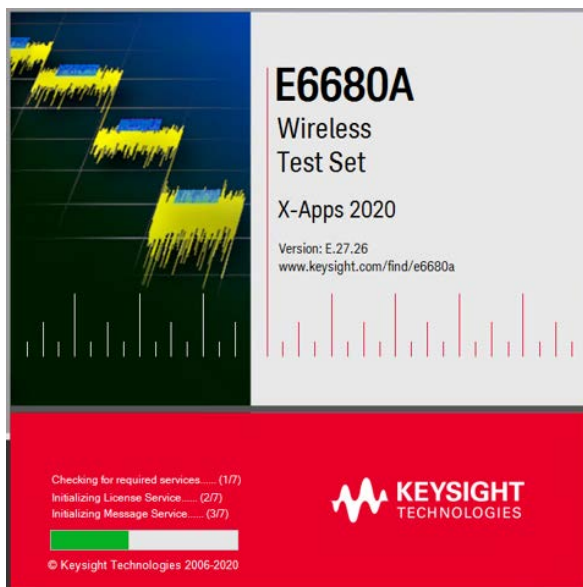 E6680A
Wireless
Test Set
X-Apps 2020
Version: E.27.26
www.keysight.com/find/e6680a
Checking for required services..... (1/7)
Initializing License Service..... (2/7)
Initializing Message Service..... (3/7)
© Keysight Technologies 2006-2020
KEYSIGHT
TECHNOLOGIES